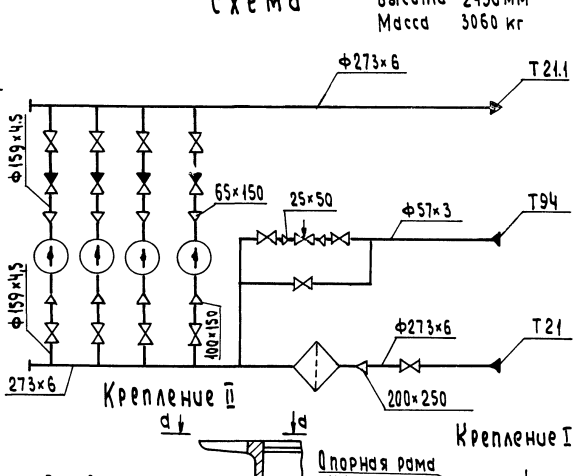 Схема
Масса 3060 кг
ф273×6
Т21.1
ф159×4.5
65×150
25×50
ф57×3
Т94
ф159×4,5
100×150
ф273×6
Т21
273×6
200×250
Крепление II
Крепление I
а а
Опорная рама